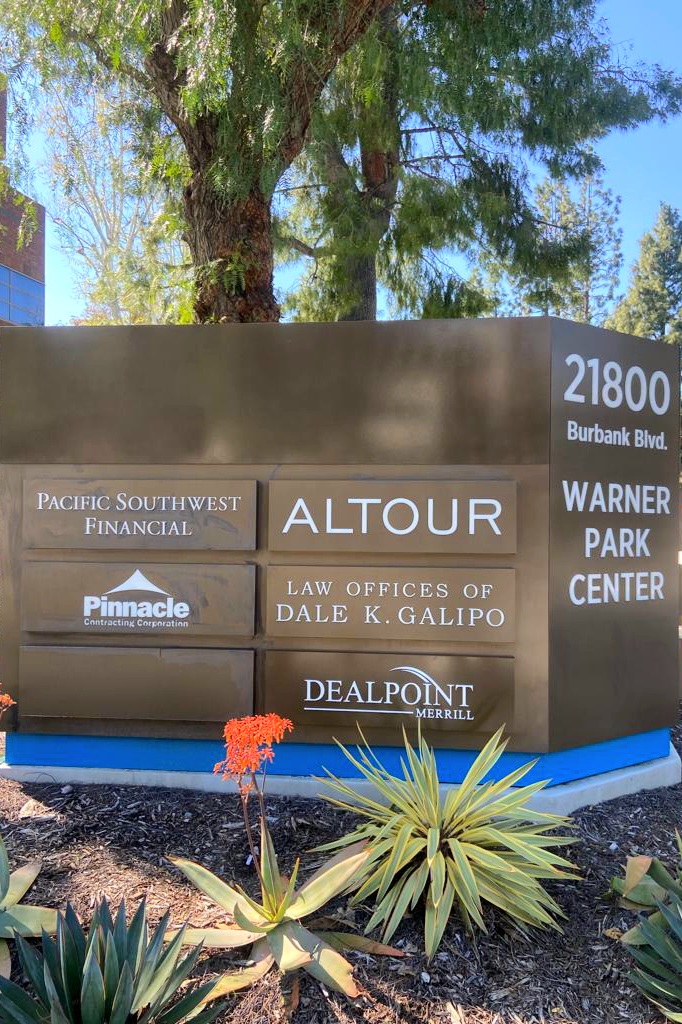 21800
Burbank Blvd.
WARNER
PARK
CENTER
PACIFIC SOUTHWEST
FINANCIAL
ALTOUR
Pinnacle
Contracting Corporation
LAW OFFICES OF
DALE K. GALIPO
DEALPOINT
MERRILL